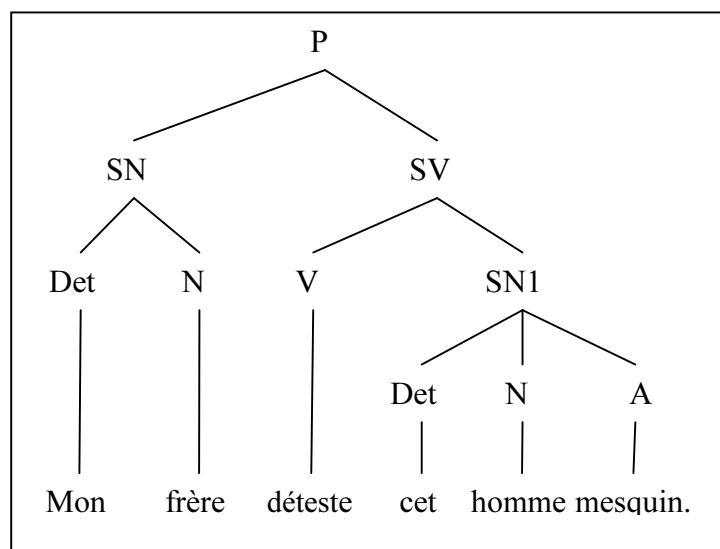 P
SN SV
Det N V SN1
Det N A
Mon frère déteste cet homme mesquin.